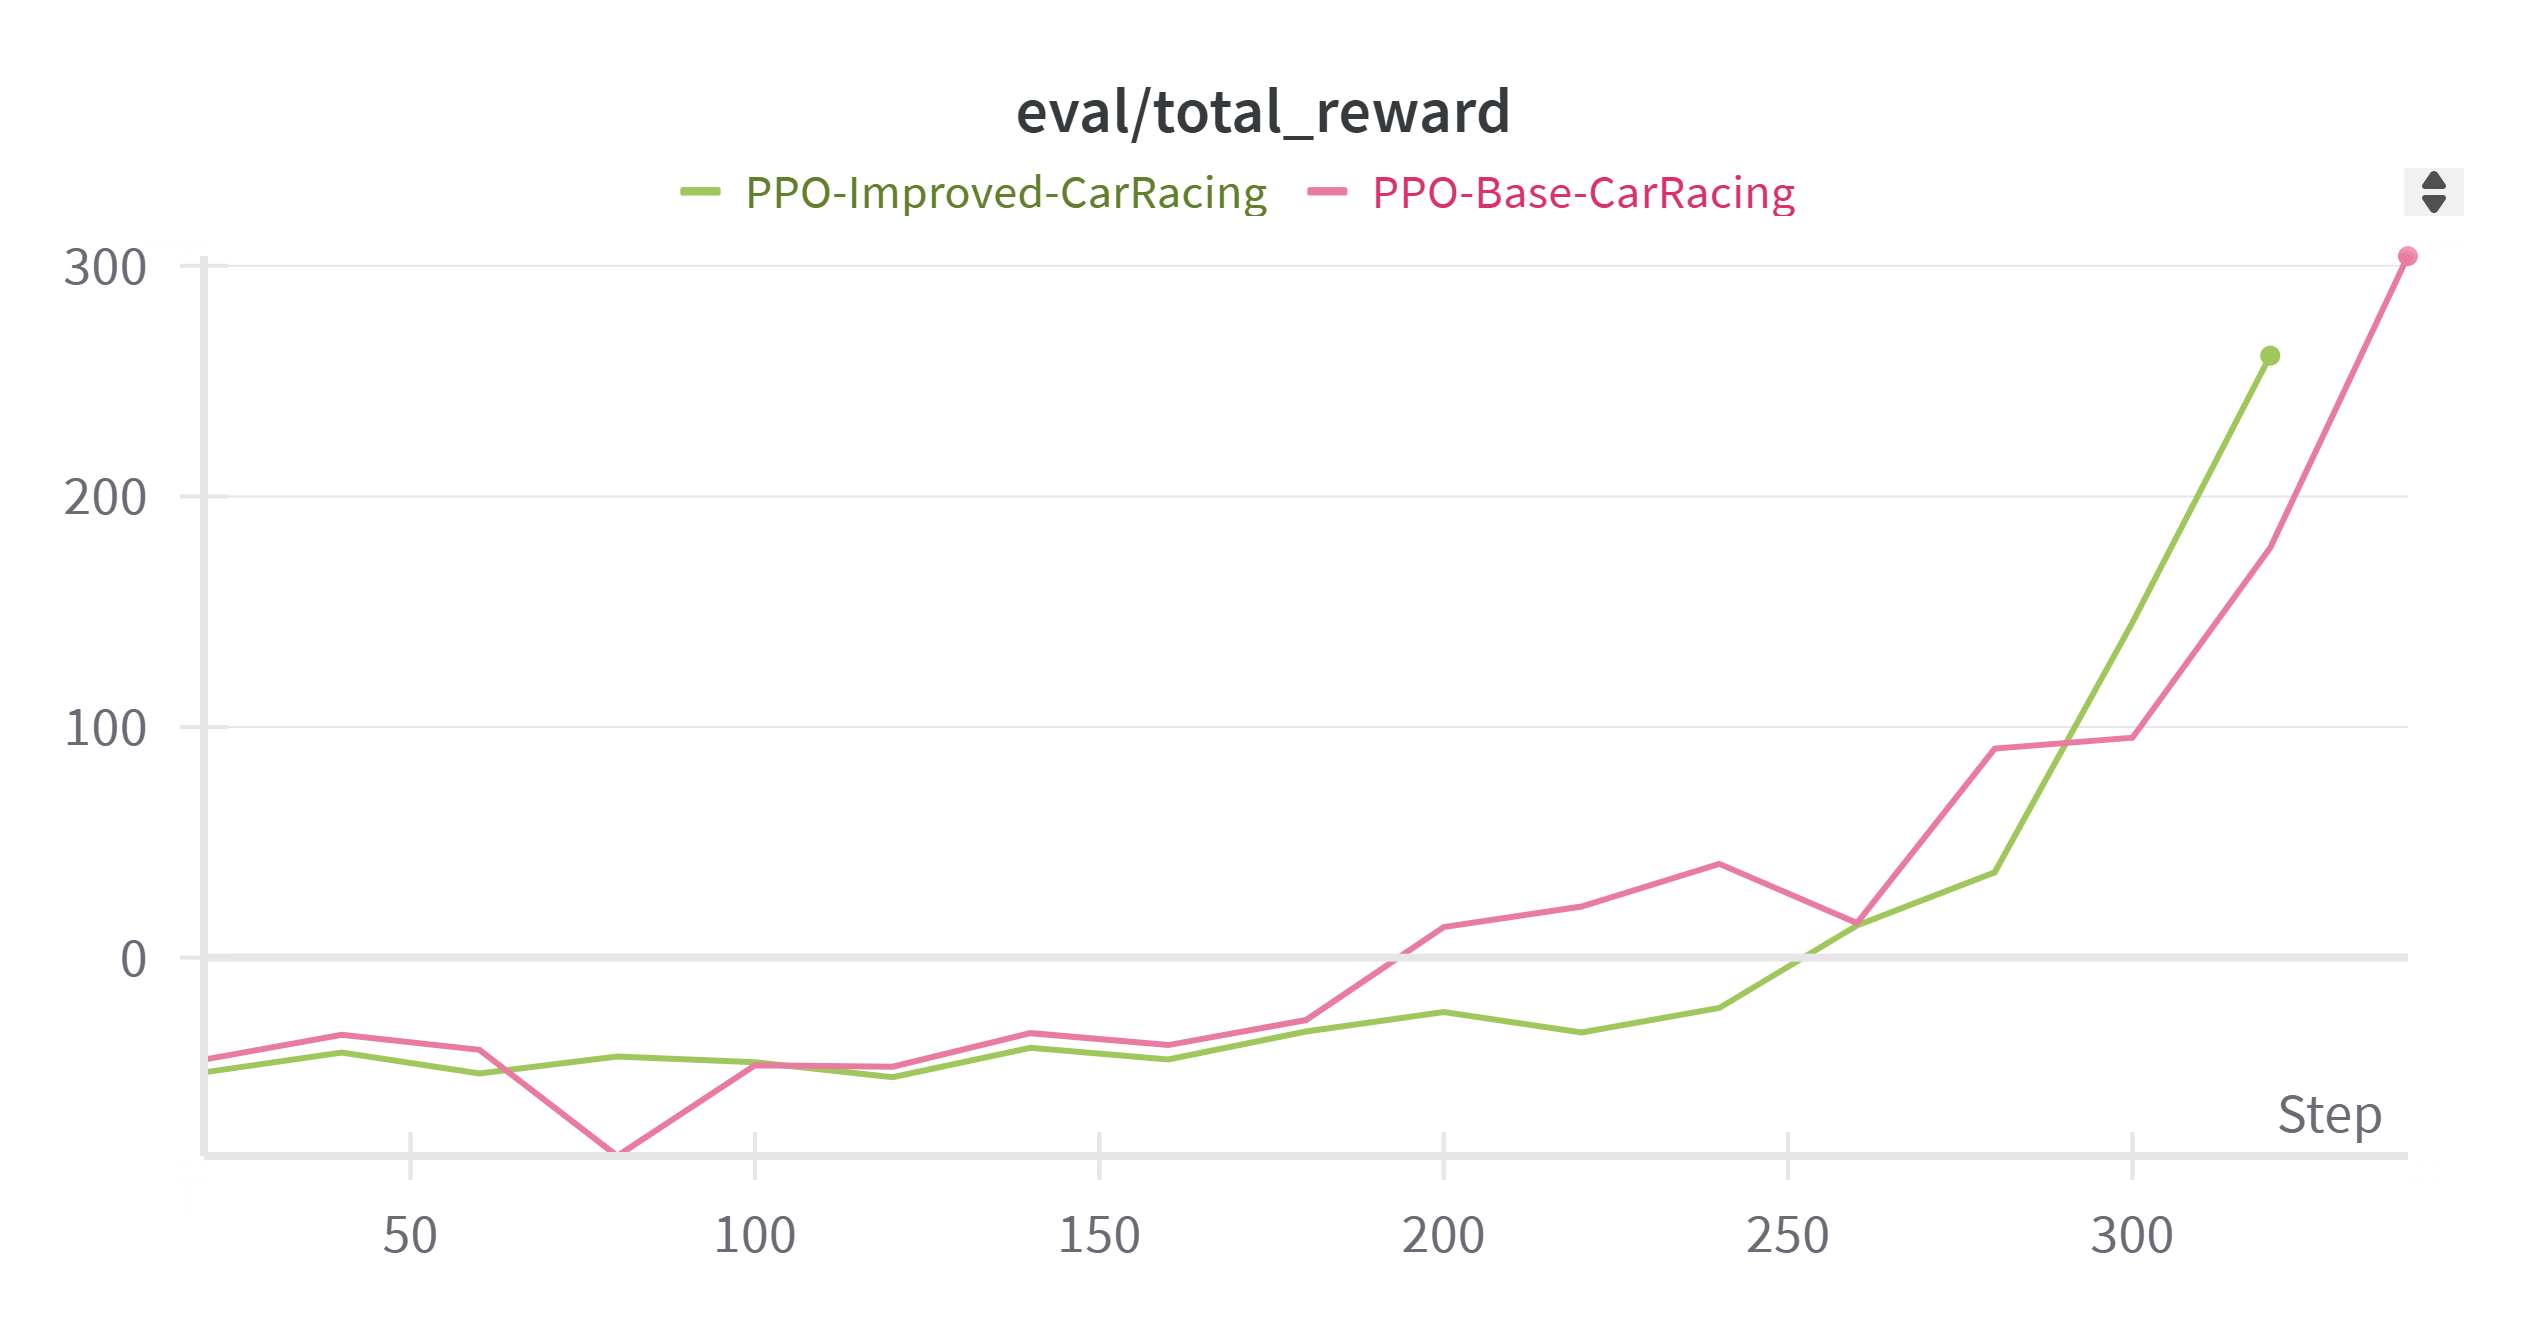 eval/total_reward
PPO-Improved-CarRacing PPO-Base-CarRacing
300
200
100
0
Step
50 100 150 200 250 300